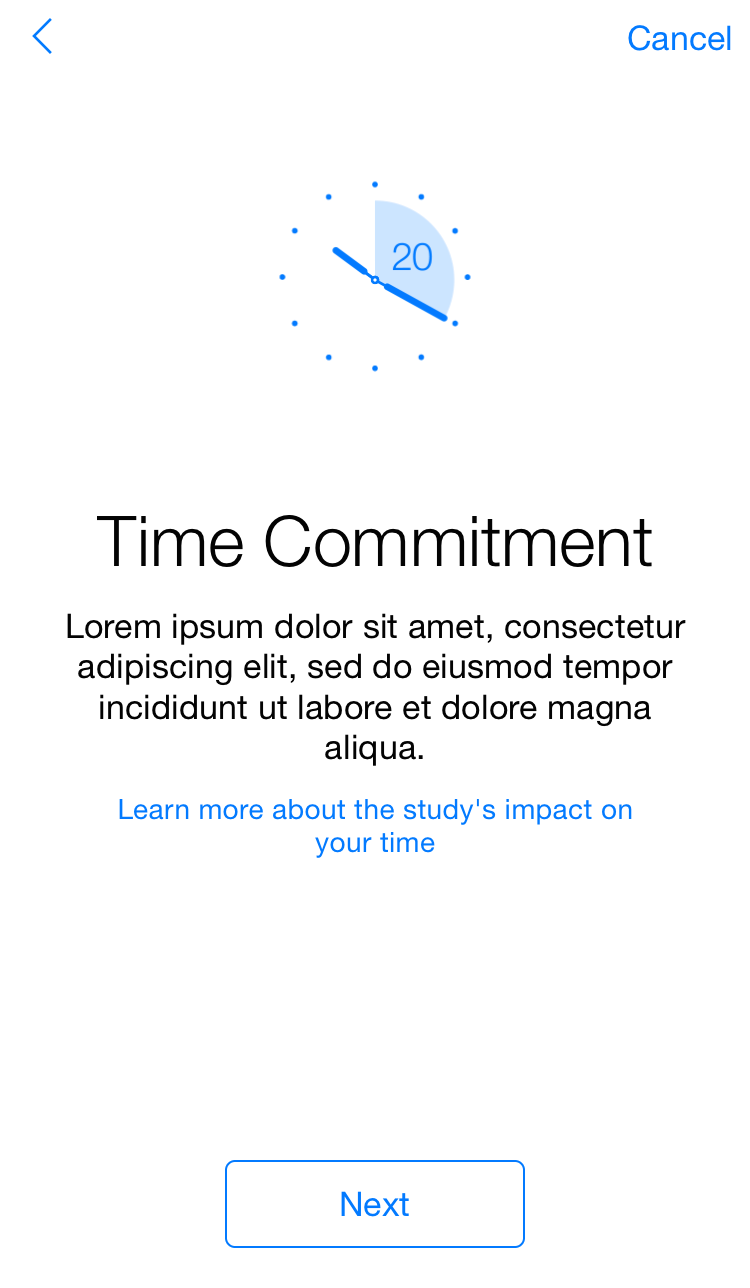 Cancel
20
Time Commitment
Lorem ipsum dolor sit amet, consectetur
adipiscing elit, sed do eiusmod tempor
incididunt ut labore et dolore magna
aliqua.
Learn more about the study's impact on
your time
Next